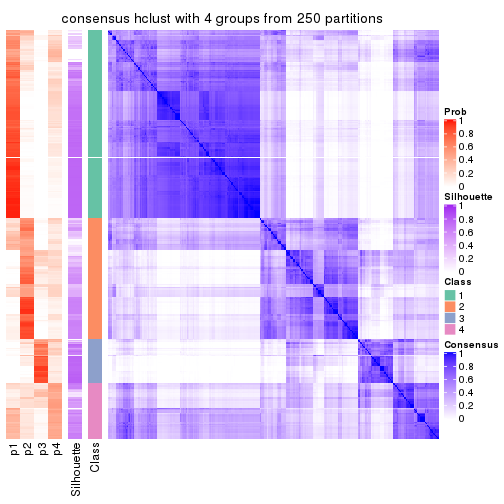 consensus hclust with 4 groups from 250 partitions
Prob
1
0.8
0.6
0.4
0.2
0
Silhouette
1
0.8
0.6
0.4
0.2
0
Class
1
2
3
4
Consensus
1
0.8
0.6
0.4
0.2
0
p1
p2
p3
p4
Silhouette
Class